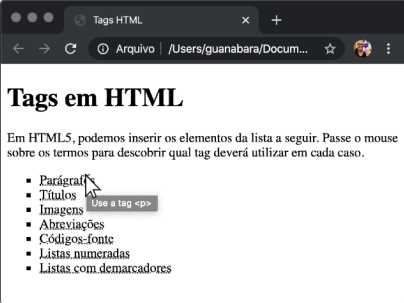 Tags HTML
Arquivo | /Users/guanabara/Docum...
Tags em HTML
Em HTML5, podemos inserir os elementos da lista a seguir. Passe o mouse
sobre os termos para descobrir qual tag deverá utilizar em cada caso.
Parágrafos
Títulos
Use a tag <p>
Imagens
Abreviações
Códigos-fonte
Listas numeradas
Listas com demarcadores